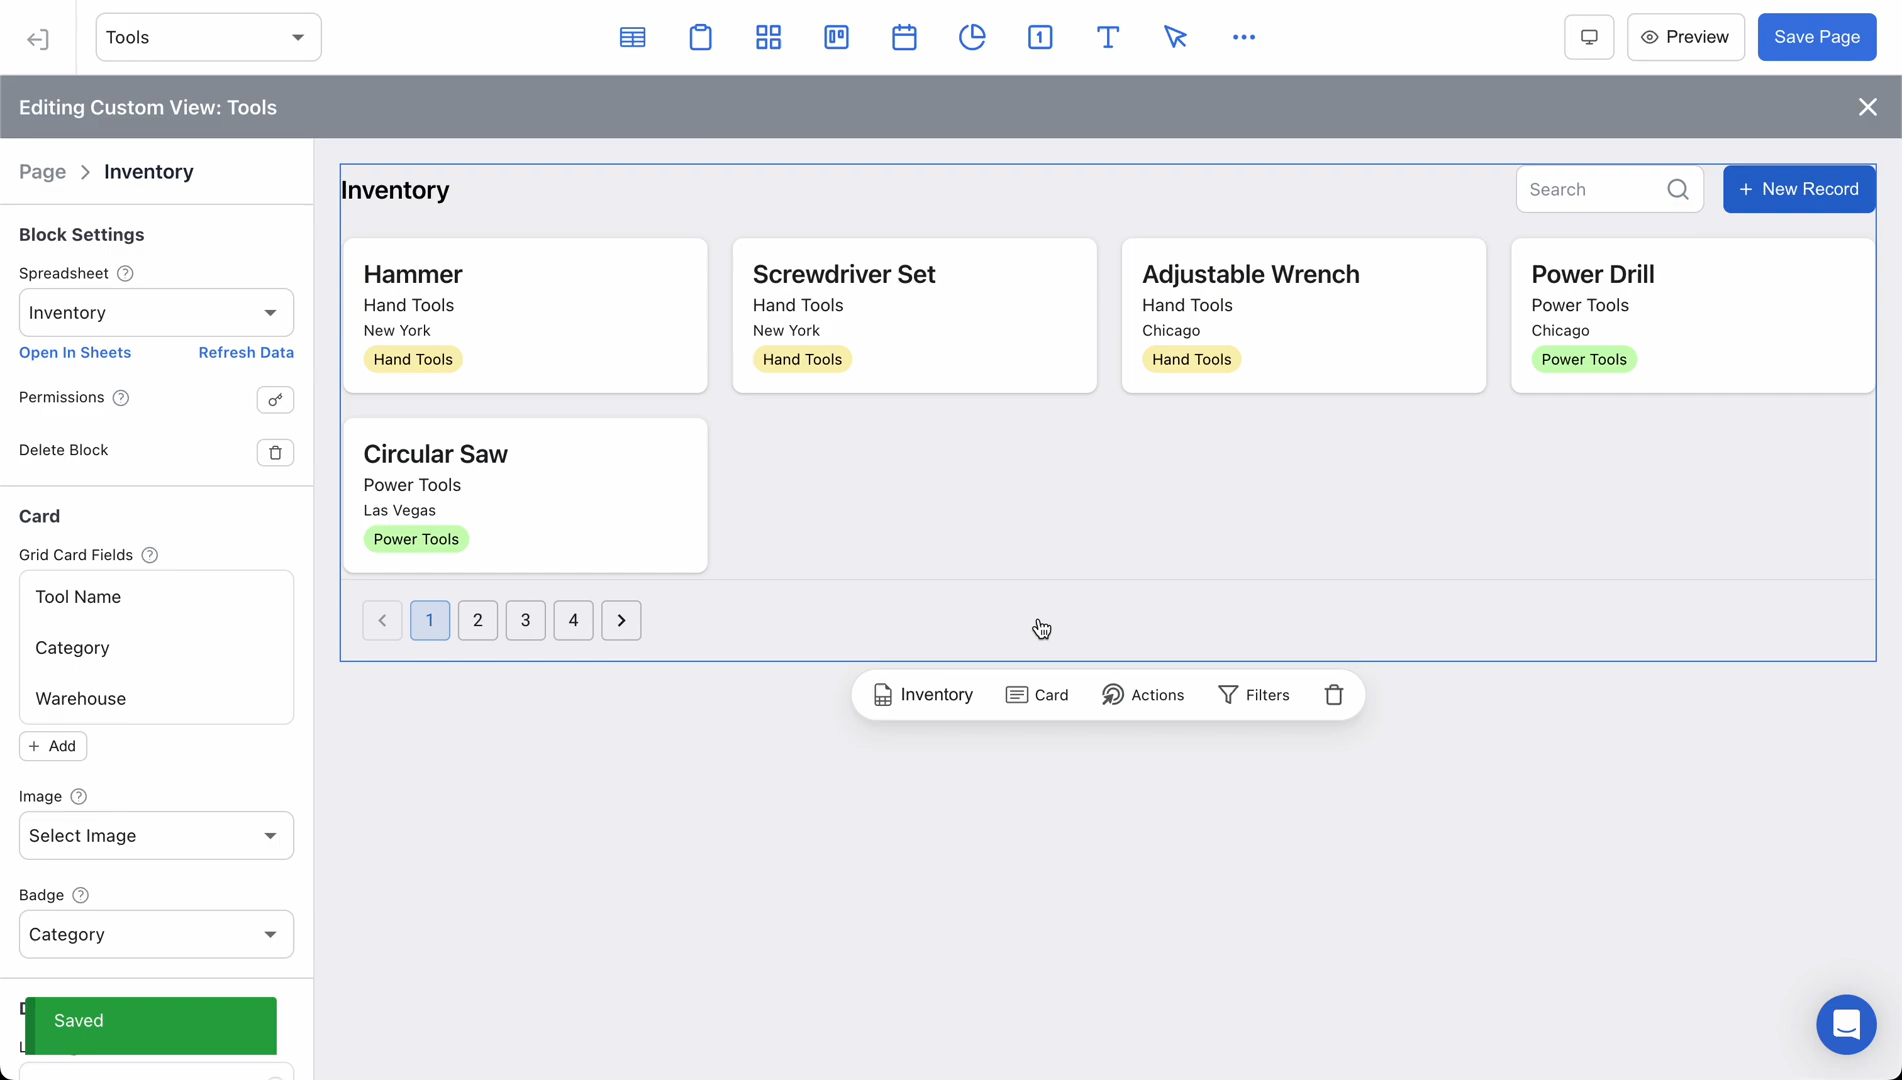 Tools
1
Preview
Save Page
Editing Custom View: Tools
Page > Inventory
Block Settings
Spreadsheet ?
Inventory
Open In Sheets
Refresh Data
Permissions ?
Delete Block
Card
Grid Card Fields ?
Tool Name
Category
Warehouse
+ Add
Image ?
Select Image
Badge ?
Category
Saved
Inventory
Search
+ New Record
Hammer
Hand Tools
New York
Hand Tools
Screwdriver Set
Hand Tools
New York
Hand Tools
Adjustable Wrench
Hand Tools
Chicago
Hand Tools
Power Drill
Power Tools
Chicago
Power Tools
Circular Saw
Power Tools
Las Vegas
Power Tools
< 1 2 3 4 >
Inventory
Card
Actions
Filters